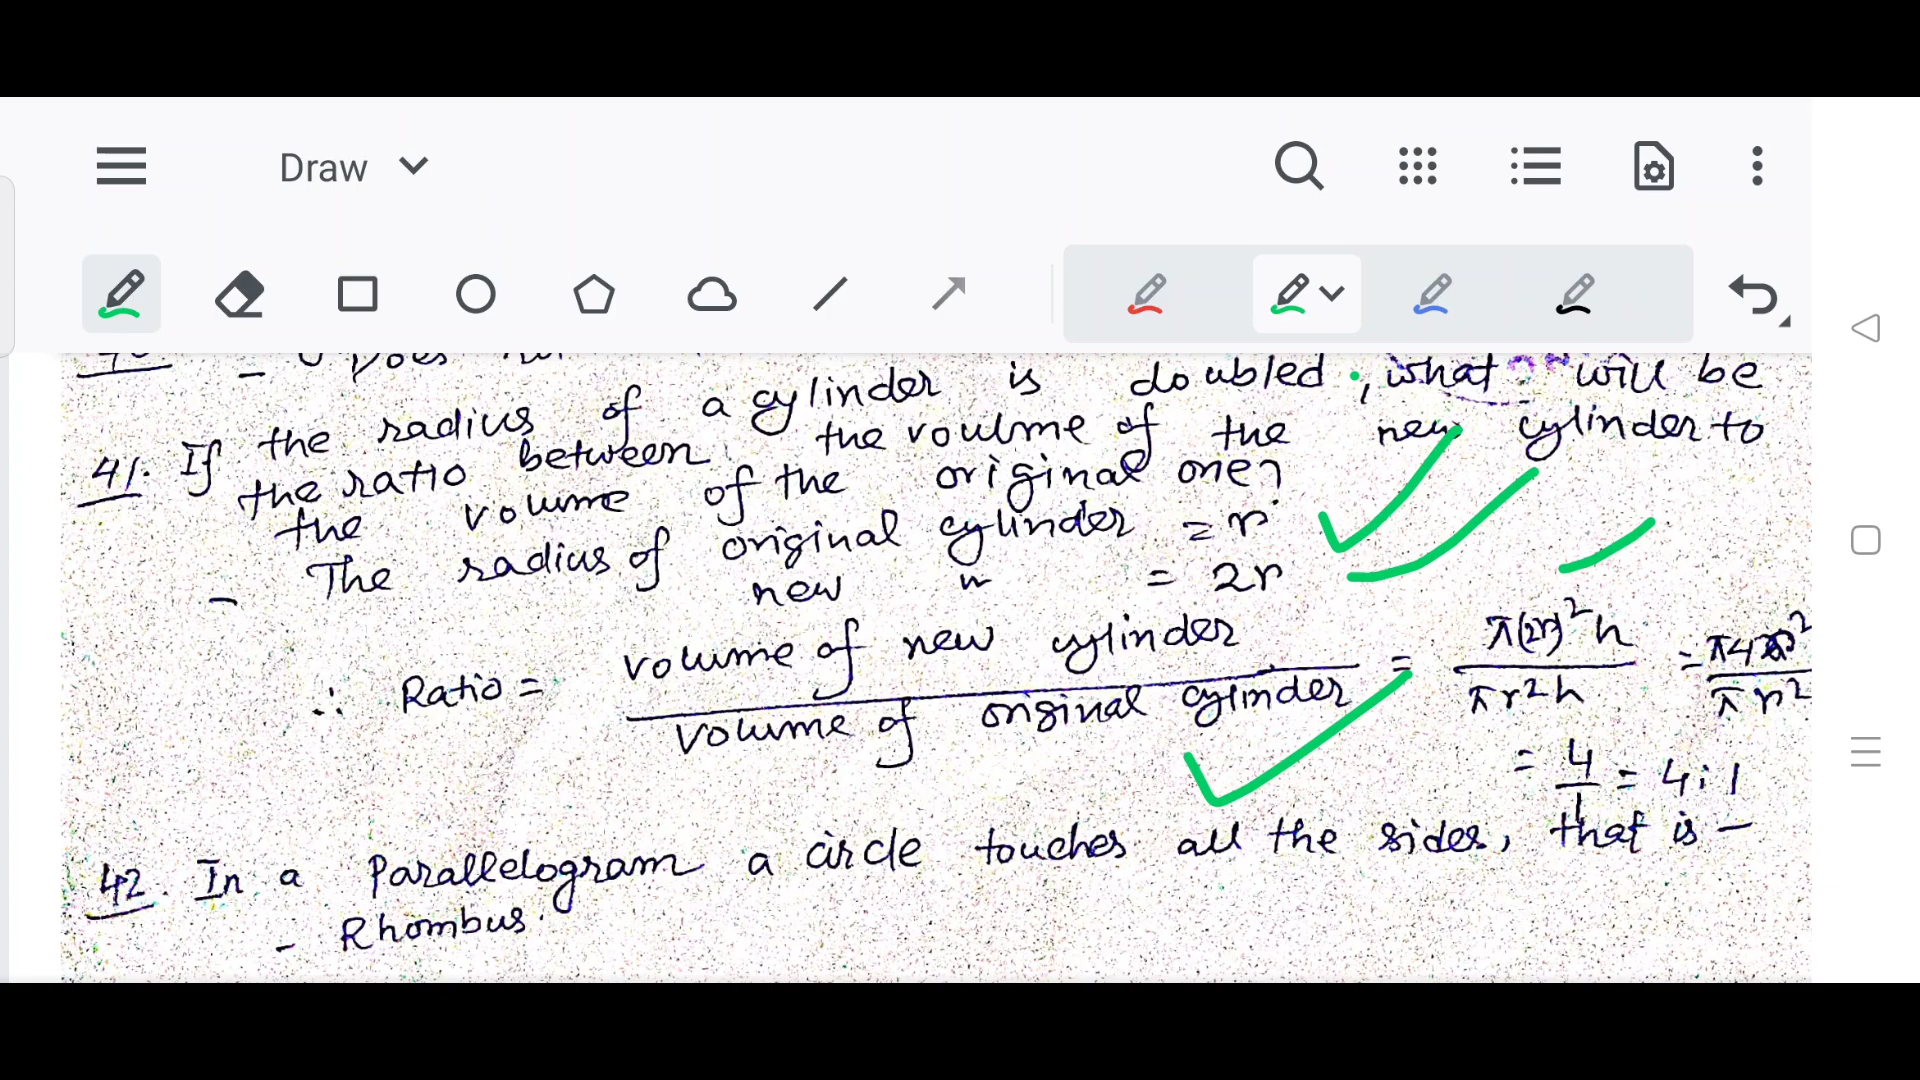 Draw
41. If the radius of a cylinder is doubled, what will be
the ratio between the voulme of the new cylinder to
the volume of the original one?
- The radius of original cylinder = r
new " = 2r
∴ Ratio = volume of new cylinder / volume of original cylinder = π(2r)²h / πr²h = π4r² / πr²
= 4/1 = 4:1
42. In a Parallelogram a circle touches all the sides, that is –
- Rhombus.